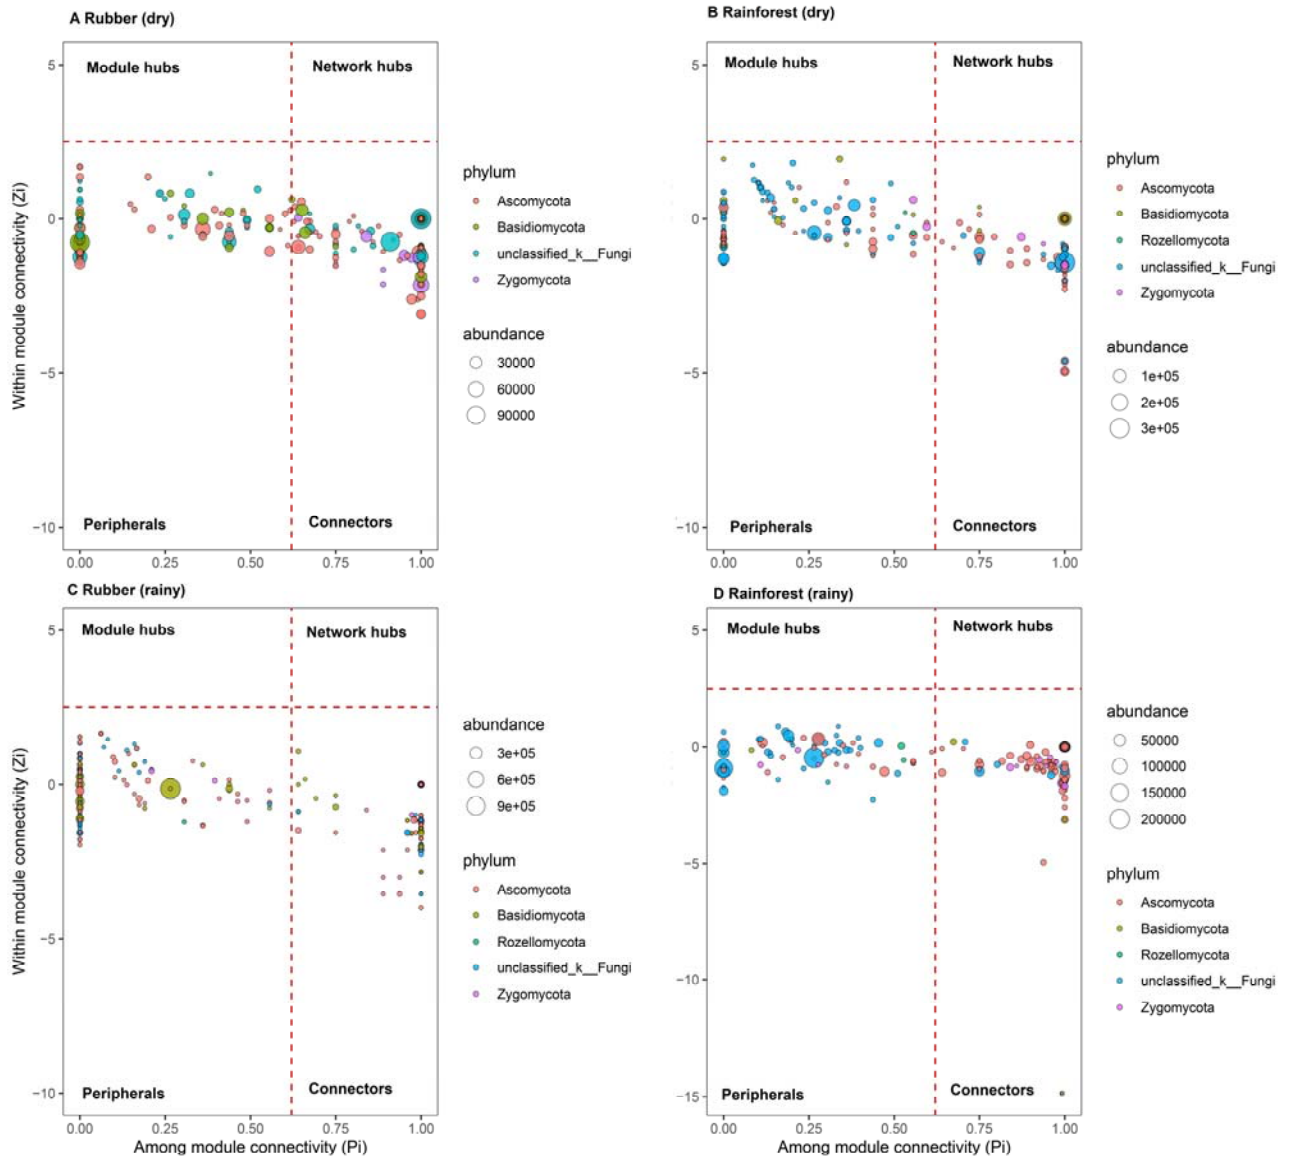 A Rubber (dry)
Module hubs
Network hubs
Peripherals
Connectors
5
0
−5
−10
0.00 0.25 0.50 0.75 1.00
Within module connectivity (Zi)
phylum
Ascomycota
Basidiomycota
unclassified_k__Fungi
Zygomycota
abundance
30000
60000
90000
B Rainforest (dry)
Module hubs
Network hubs
Peripherals
Connectors
5
0
−5
−10
0.00 0.25 0.50 0.75 1.00
phylum
Ascomycota
Basidiomycota
Rozellomycota
unclassified_k__Fungi
Zygomycota
abundance
1e+05
2e+05
3e+05
C Rubber (rainy)
Module hubs
Network hubs
Peripherals
Connectors
5
0
−5
−10
0.00 0.25 0.50 0.75 1.00
Within module connectivity (Zi)
Among module connectivity (Pi)
abundance
3e+05
6e+05
9e+05
phylum
Ascomycota
Basidiomycota
Rozellomycota
unclassified_k__Fungi
Zygomycota
D Rainforest (rainy)
Module hubs
Network hubs
Peripherals
Connectors
5
0
−5
−10
−15
0.00 0.25 0.50 0.75 1.00
Among module connectivity (Pi)
abundance
50000
100000
150000
200000
phylum
Ascomycota
Basidiomycota
Rozellomycota
unclassified_k__Fungi
Zygomycota